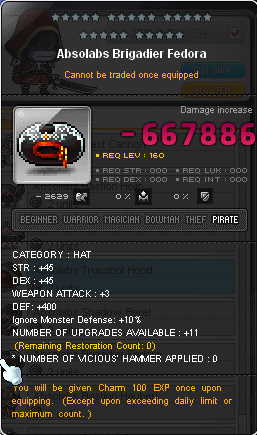 Absolabs Brigadier Fedora
Cannot be traded once equipped
Damage increase
-667886
REQ LEV : 160
REQ STR : 000 REQ LUK : 000
REQ DEX : 000 REQ INT : 000
-2629 0 % 0 %
BEGINNER WARRIOR MAGICIAN BOWMAN THIEF PIRATE
CATEGORY : HAT
STR : +45
DEX : +45
WEAPON ATTACK : +3
DEF: +400
Ignore Monster Defense: +10%
NUMBER OF UPGRADES AVAILABLE : +11
(Remaining Restoration Count: 0)
* NUMBER OF VICIOUS' HAMMER APPLIED : 0
You will be given Charm 100 EXP once upon
equipping. (Except upon exceeding daily limit or
maximum count. )